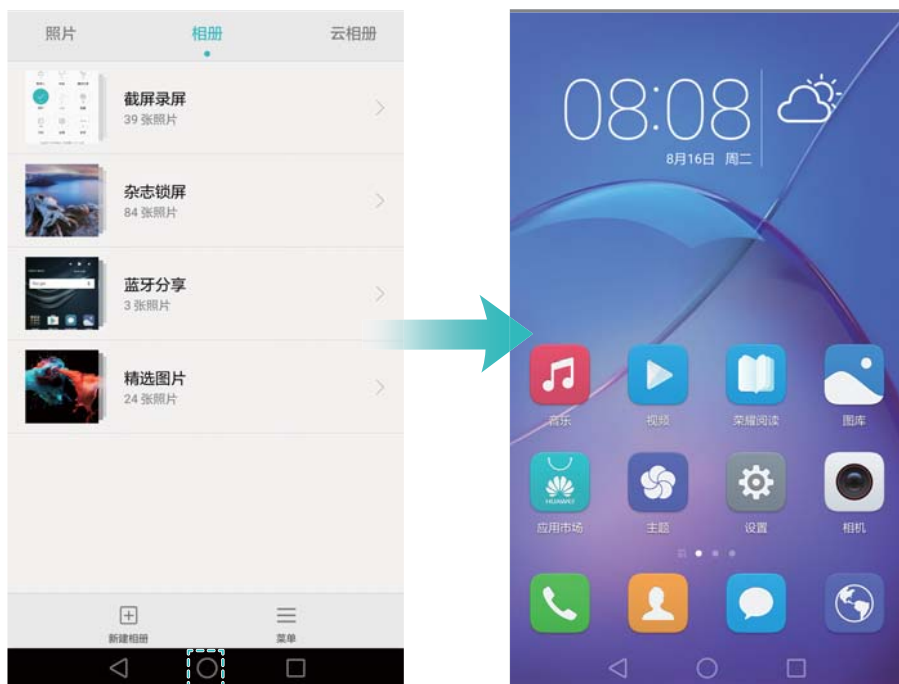 照片 相册 云相册
截屏录屏
39 张照片
杂志锁屏
84 张照片
蓝牙分享
3 张照片
精选图片
24 张照片
新建相册 菜单
08:08
8月16日 周二
音乐 视频 荣耀阅读 图库
HUAWEI
应用市场 主题 设置 相机